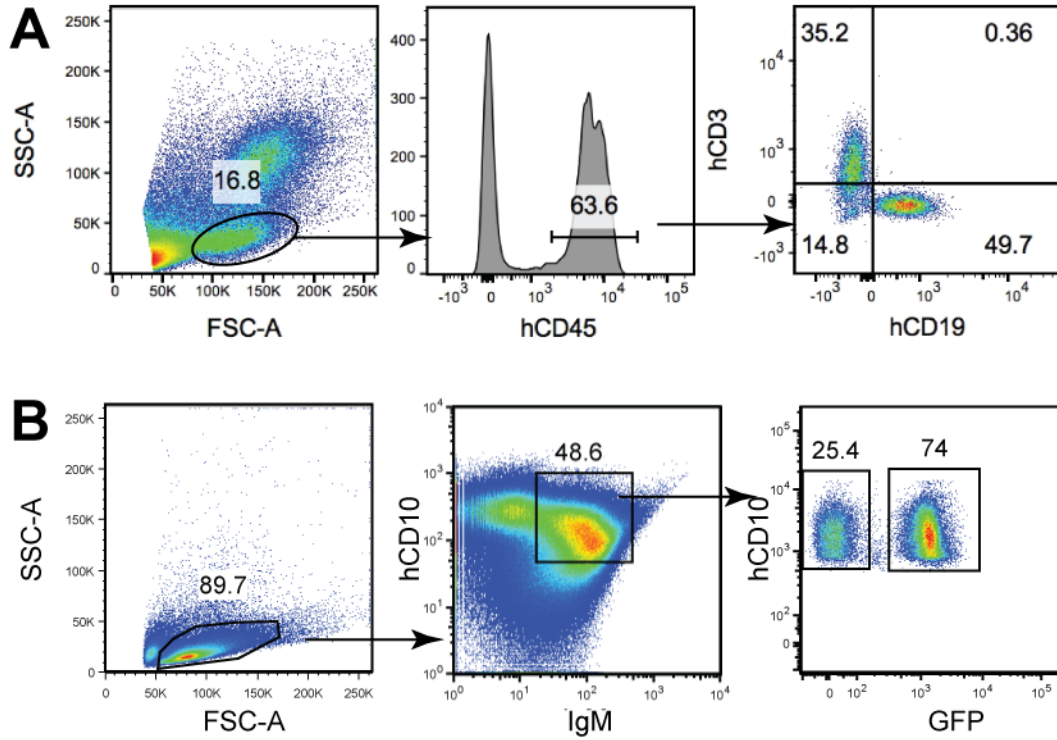 A
SSC-A
250K
200K
150K
100K
50K
0
16.8
0 50K 100K 150K 200K 250K
FSC-A
400
300
200
100
0
63.6
-10³ 0 10³ 10⁴ 10⁵
hCD45
hCD3
10⁴
10³
0
-10³
35.2 0.36
14.8 49.7
-10³ 0 10³ 10⁴
hCD19
B
SSC-A
250K
200K
150K
100K
50K
0
89.7
0 50K 100K 150K 200K 250K
FSC-A
hCD10
10⁴
10³
10²
10¹
10⁰
48.6
10⁰ 10¹ 10² 10³ 10⁴
IgM
hCD10
10⁵
10⁴
10³
10²
0
25.4 74
0 10² 10³ 10⁴ 10⁵
GFP